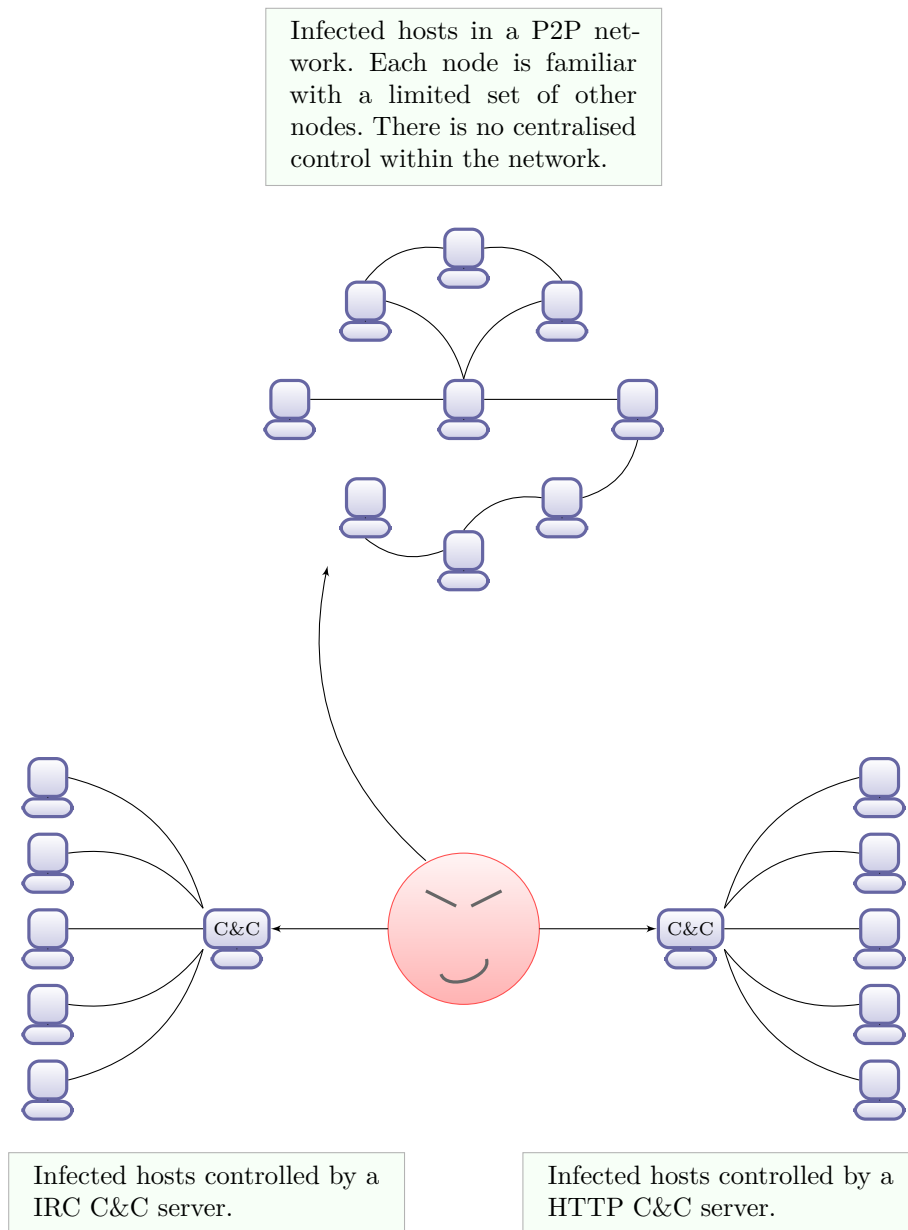 Infected hosts in a P2P net-
work. Each node is familiar
with a limited set of other
nodes. There is no centralised
control within the network.
C&C
C&C
Infected hosts controlled by a
IRC C&C server.
Infected hosts controlled by a
HTTP C&C server.